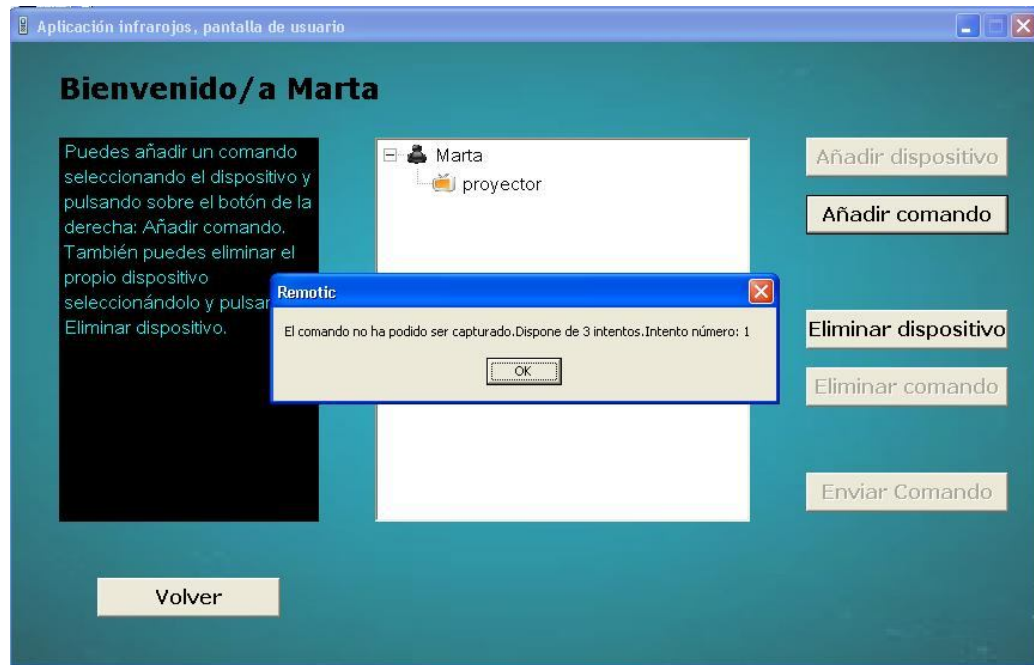 Aplicación infrarojos, pantalla de usuario
Bienvenido/a Marta
Puedes añadir un comando
seleccionando el dispositivo y
pulsando sobre el botón de la
derecha: Añadir comando.
También puedes eliminar el
propio dispositivo
seleccionándolo y pulsar
Eliminar dispositivo.
Marta
proyector
Añadir dispositivo
Añadir comando
Eliminar dispositivo
Eliminar comando
Enviar Comando
Remotic
El comando no ha podido ser capturado.Dispone de 3 intentos.Intento número: 1
OK
Volver